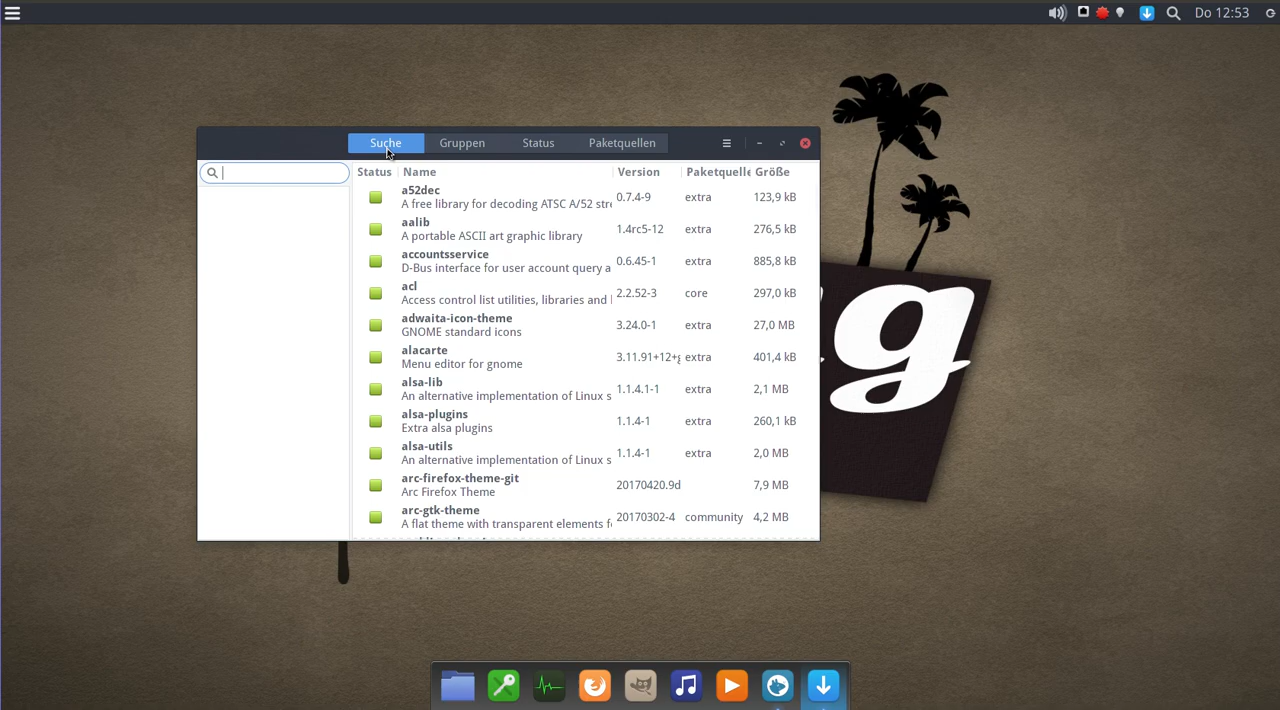 Do 12:53
Suche Gruppen Status Paketquellen
Status Name Version Paketquelle Größe
a52dec
A free library for decoding ATSC A/52 stre 0.7.4-9 extra 123,9 kB
aalib
A portable ASCII art graphic library 1.4rc5-12 extra 276,5 kB
accountsservice
D-Bus interface for user account query a 0.6.45-1 extra 885,8 kB
acl
Access control list utilities, libraries and 2.2.52-3 core 297,0 kB
adwaita-icon-theme
GNOME standard icons 3.24.0-1 extra 27,0 MB
alacarte
Menu editor for gnome 3.11.91+12+g extra 401,4 kB
alsa-lib
An alternative implementation of Linux s 1.1.4.1-1 extra 2,1 MB
alsa-plugins
Extra alsa plugins 1.1.4-1 extra 260,1 kB
alsa-utils
An alternative implementation of Linux s 1.1.4-1 extra 2,0 MB
arc-firefox-theme-git
Arc Firefox Theme 20170420.9d 7,9 MB
arc-gtk-theme
A flat theme with transparent elements fo 20170302-4 community 4,2 MB
g